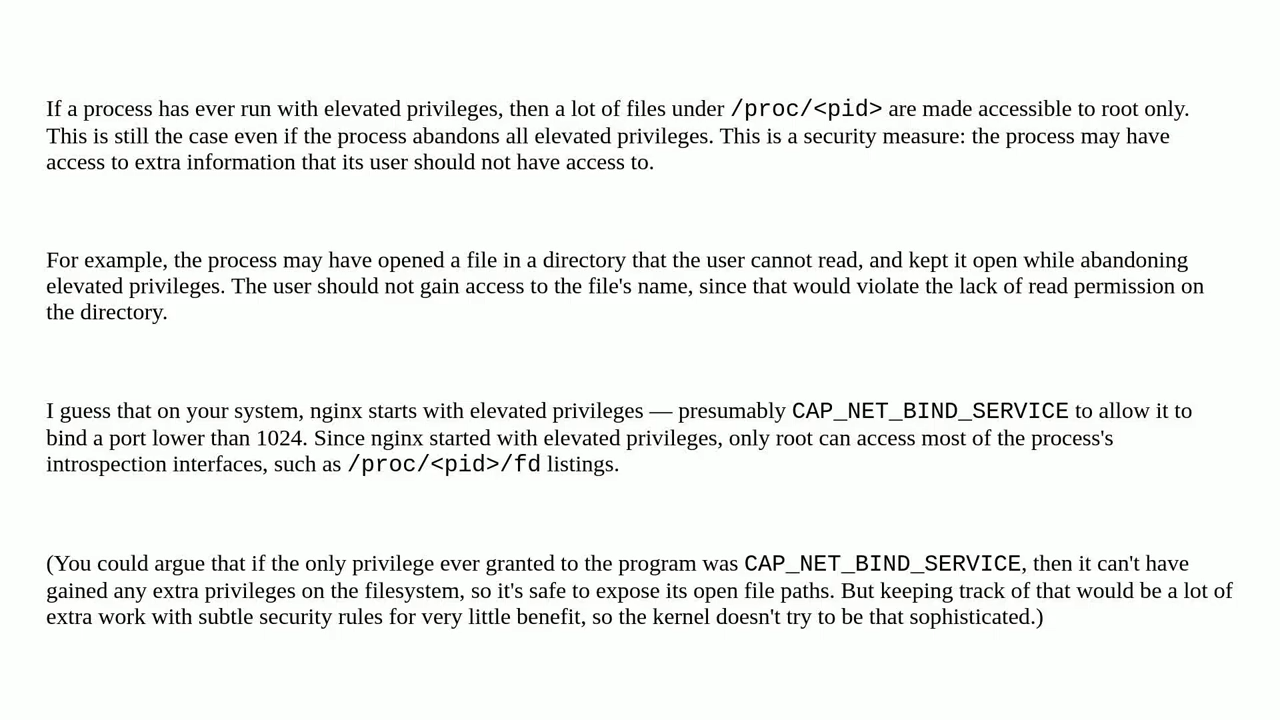 If a process has ever run with elevated privileges, then a lot of files under /proc/<pid> are made accessible to root only.
This is still the case even if the process abandons all elevated privileges. This is a security measure: the process may have
access to extra information that its user should not have access to.
For example, the process may have opened a file in a directory that the user cannot read, and kept it open while abandoning
elevated privileges. The user should not gain access to the file's name, since that would violate the lack of read permission on
the directory.
I guess that on your system, nginx starts with elevated privileges — presumably CAP_NET_BIND_SERVICE to allow it to
bind a port lower than 1024. Since nginx started with elevated privileges, only root can access most of the process's
introspection interfaces, such as /proc/<pid>/fd listings.
(You could argue that if the only privilege ever granted to the program was CAP_NET_BIND_SERVICE, then it can't have
gained any extra privileges on the filesystem, so it's safe to expose its open file paths. But keeping track of that would be a lot of
extra work with subtle security rules for very little benefit, so the kernel doesn't try to be that sophisticated.)